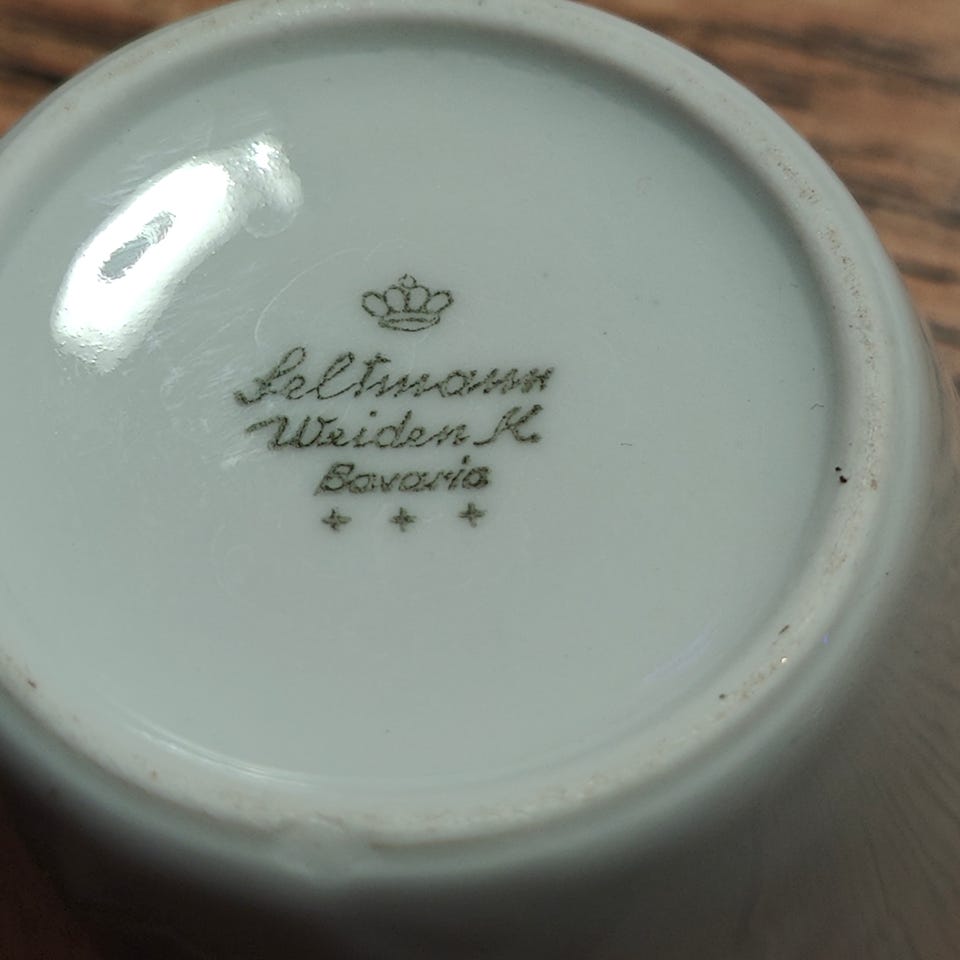 Seltmann
Weiden K.
Bavaria
+ + +